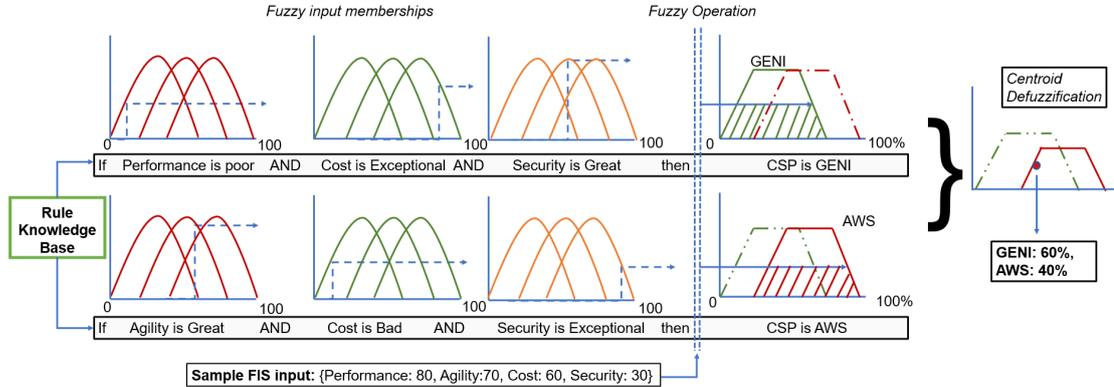 Fuzzy input memberships
Fuzzy Operation
GENI
0
100
100
100
0
100%
If Performance is poor AND Cost is Exceptional AND Security is Great then CSP is GENI
Centroid
Defuzzification
Rule
Knowledge
Base
GENI: 60%,
AWS: 40%
AWS
0
100
100
100
0
100%
If Agility is Great AND Cost is Bad AND Security is Exceptional then CSP is AWS
Sample FIS input: {Performance: 80, Agility:70, Cost: 60, Security: 30}